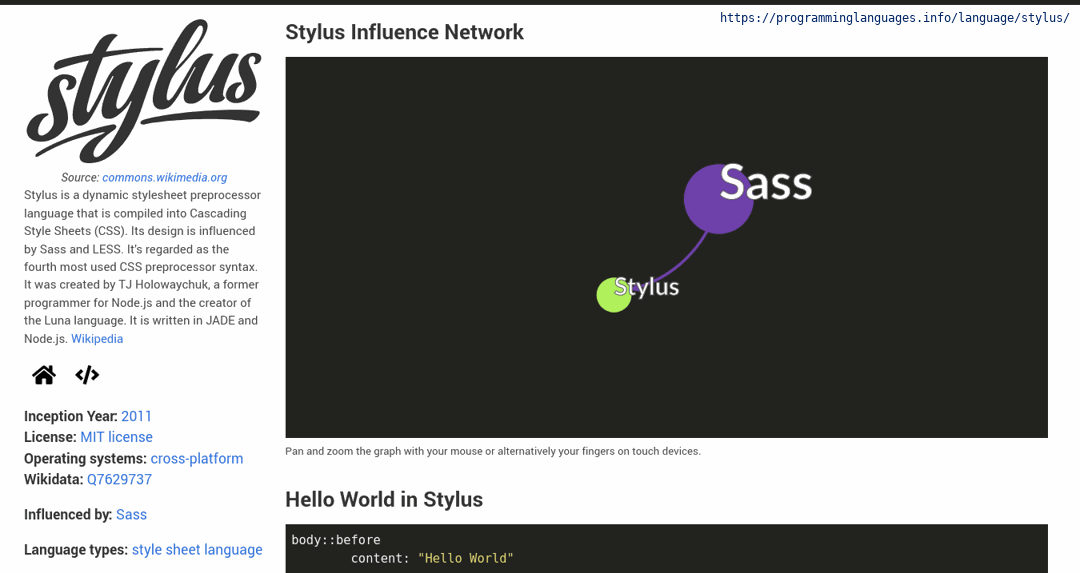 https://programminglanguages.info/language/stylus/
stylus
Source: commons.wikimedia.org
Stylus is a dynamic stylesheet preprocessor
language that is compiled into Cascading
Style Sheets (CSS). Its design is influenced
by Sass and LESS. It's regarded as the
fourth most used CSS preprocessor syntax.
It was created by TJ Holowaychuk, a former
programmer for Node.js and the creator of
the Luna language. It is written in JADE and
Node.js. Wikipedia
Inception Year: 2011
License: MIT license
Operating systems: cross-platform
Wikidata: Q7629737
Influenced by: Sass
Language types: style sheet language
Stylus Influence Network
Sass
Stylus
Pan and zoom the graph with your mouse or alternatively your fingers on touch devices.
Hello World in Stylus
body::before
content: "Hello World"